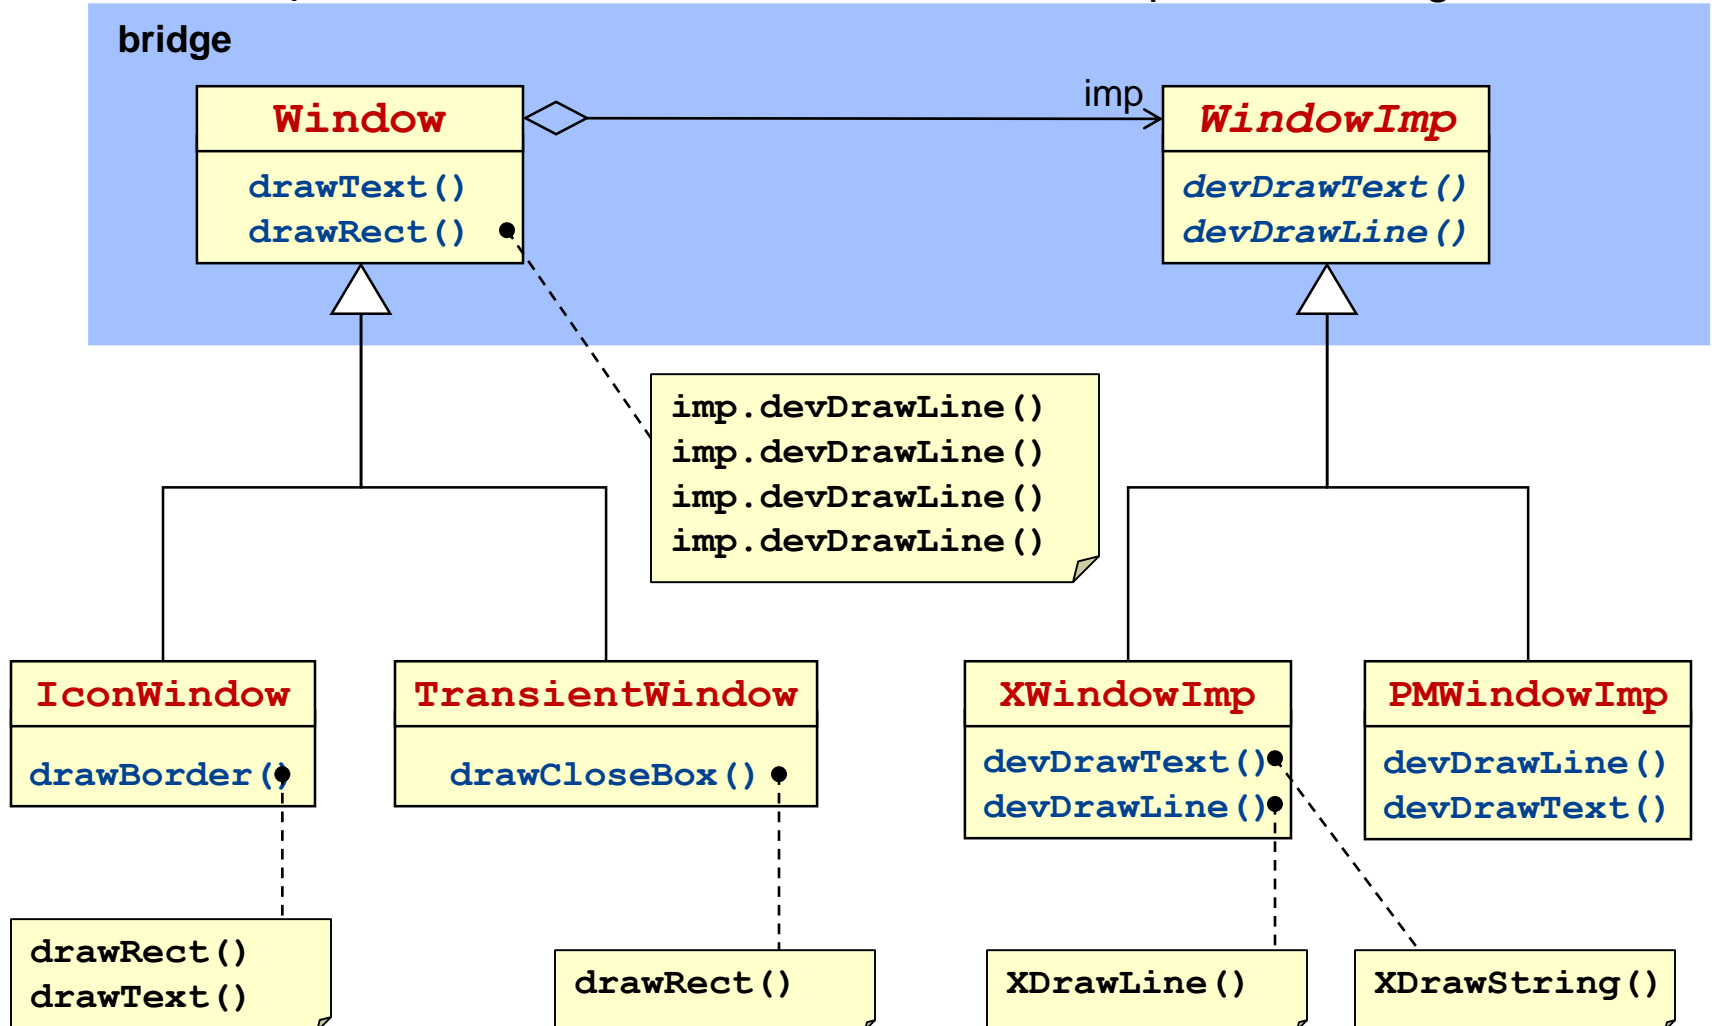 bridge
imp
Window
WindowImp
drawText()
drawRect()
devDrawText()
devDrawLine()
imp.devDrawLine()
imp.devDrawLine()
imp.devDrawLine()
imp.devDrawLine()
IconWindow
TransientWindow
XWindowImp
PMWindowImp
drawBorder()
drawCloseBox()
devDrawText()
devDrawLine()
devDrawLine()
devDrawText()
drawRect()
drawText()
drawRect()
XDrawLine()
XDrawString()